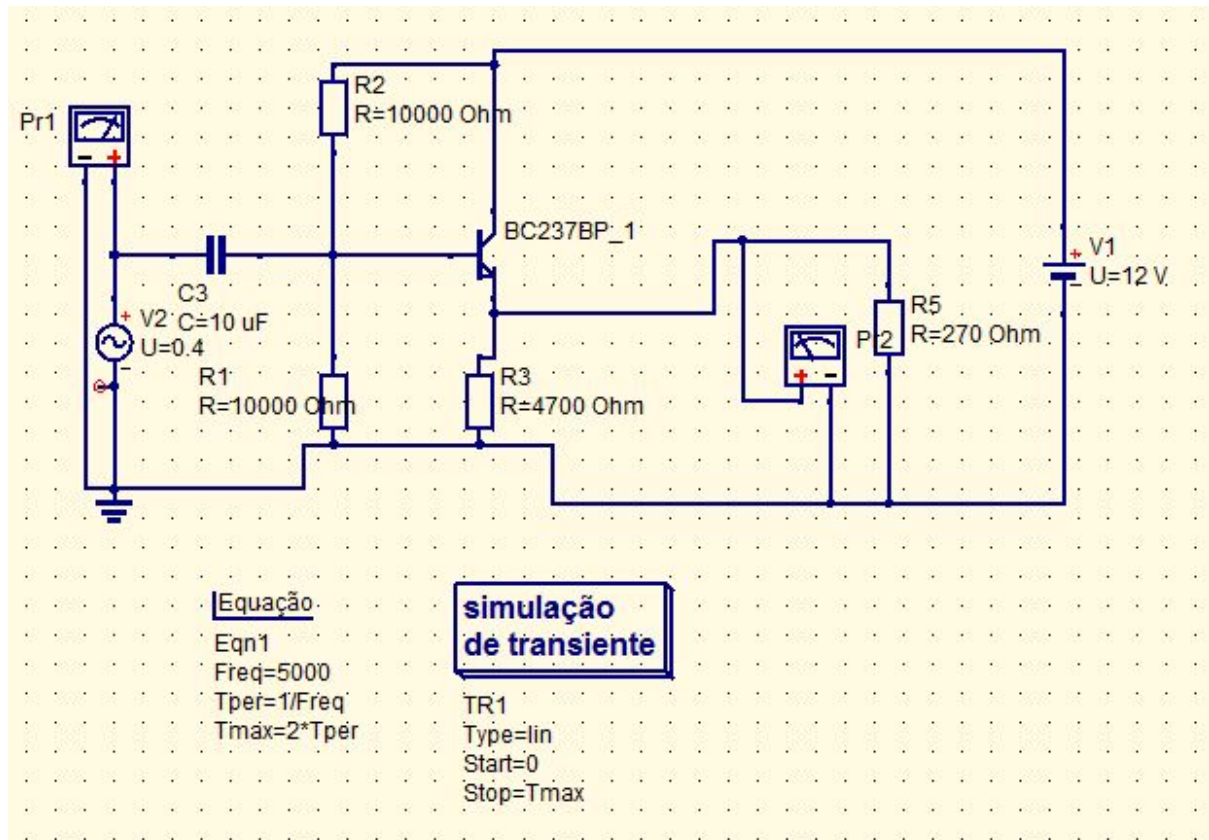 R2
R=10000 Ohm
Pr1
- +
BC237BP_1
+
V1
U=12 V
-
C3
C=10 uF
+
V2
U=0.4
-
R1
R=10000 Ohm
R3
R=4700 Ohm
Pr2
+ -
R5
R=270 Ohm
Equação
Eqn1
Freq=5000
Tper=1/Freq
Tmax=2*Tper
simulação
de transiente
TR1
Type=lin
Start=0
Stop=Tmax